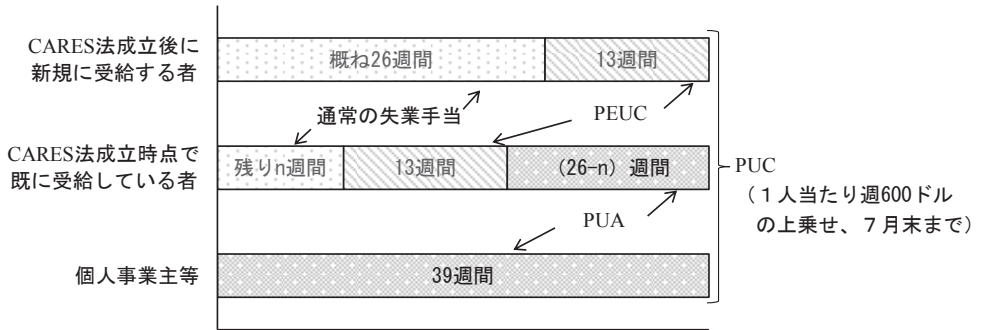 CARES法成立後に
新規に受給する者
概ね26週間
13週間
通常の失業手当
PEUC
CARES法成立時点で
既に受給している者
残りn週間
13週間
(26-n) 週間
PUC
（１人当たり週600ドル
の上乗せ、７月末まで）
PUA
個人事業主等
39週間